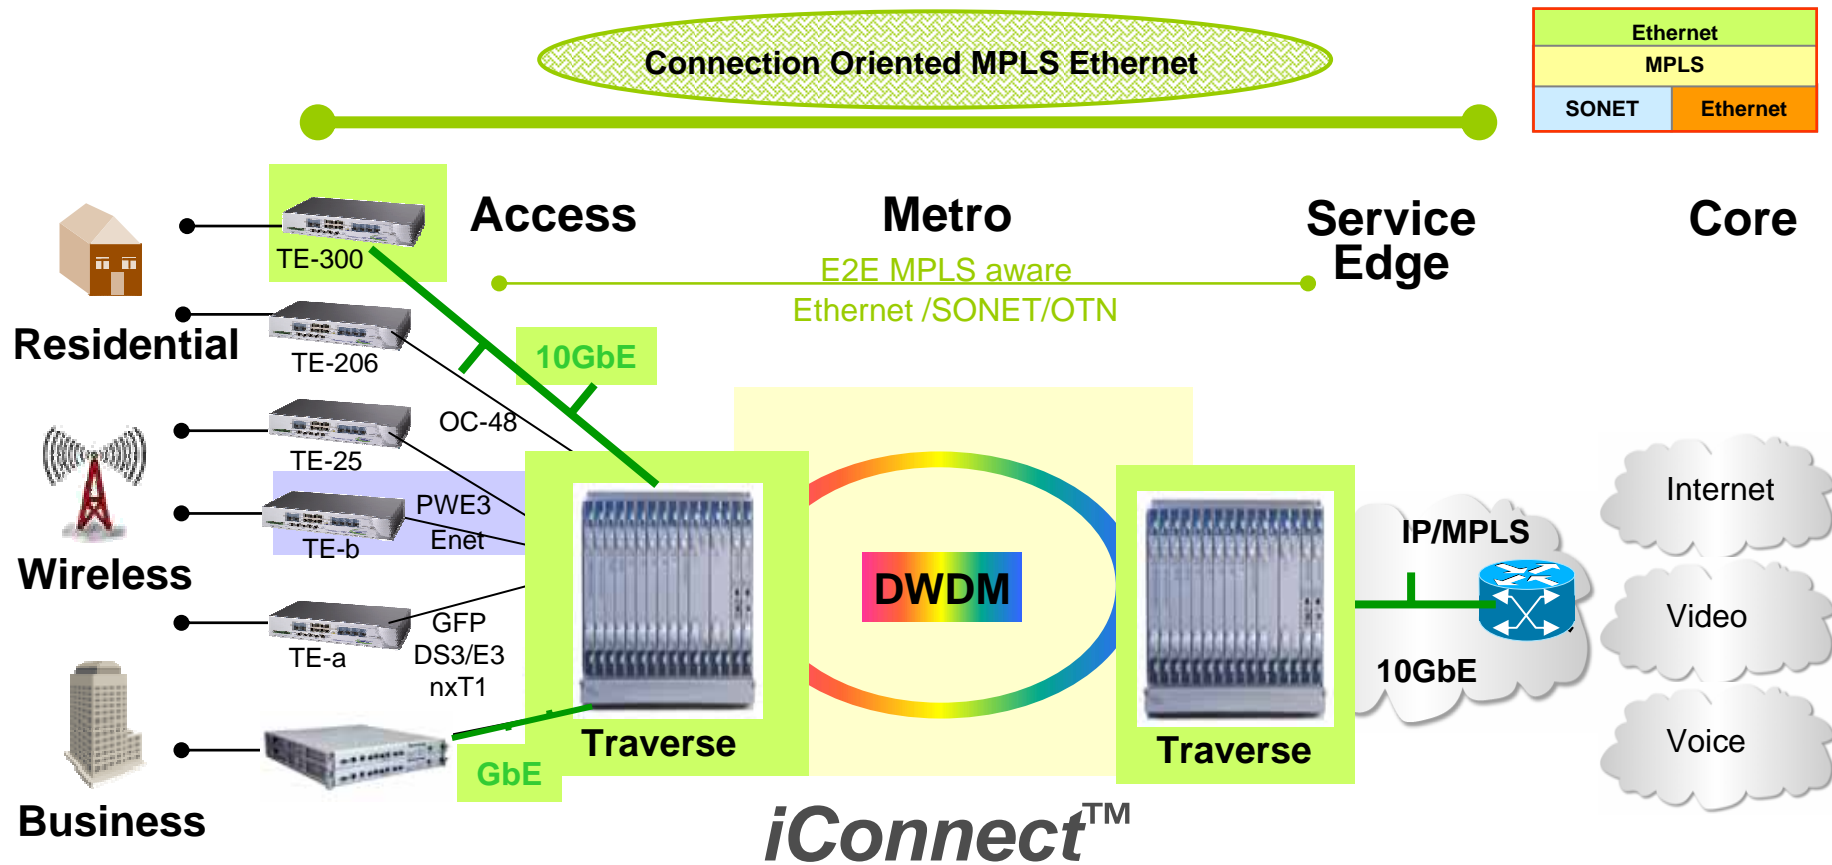 Connection Oriented MPLS Ethernet
Ethernet
MPLS
SONET
Ethernet
Access
Metro
Service
Edge
Core
TE-300
E2E MPLS aware
Ethernet /SONET/OTN
Residential
TE-206
10GbE
OC-48
TE-25
PWE3
Enet
TE-b
Wireless
GFP
DS3/E3
nxT1
TE-a
DWDM
IP/MPLS
10GbE
Internet
Video
Voice
Traverse
Traverse
GbE
Business
iConnect™